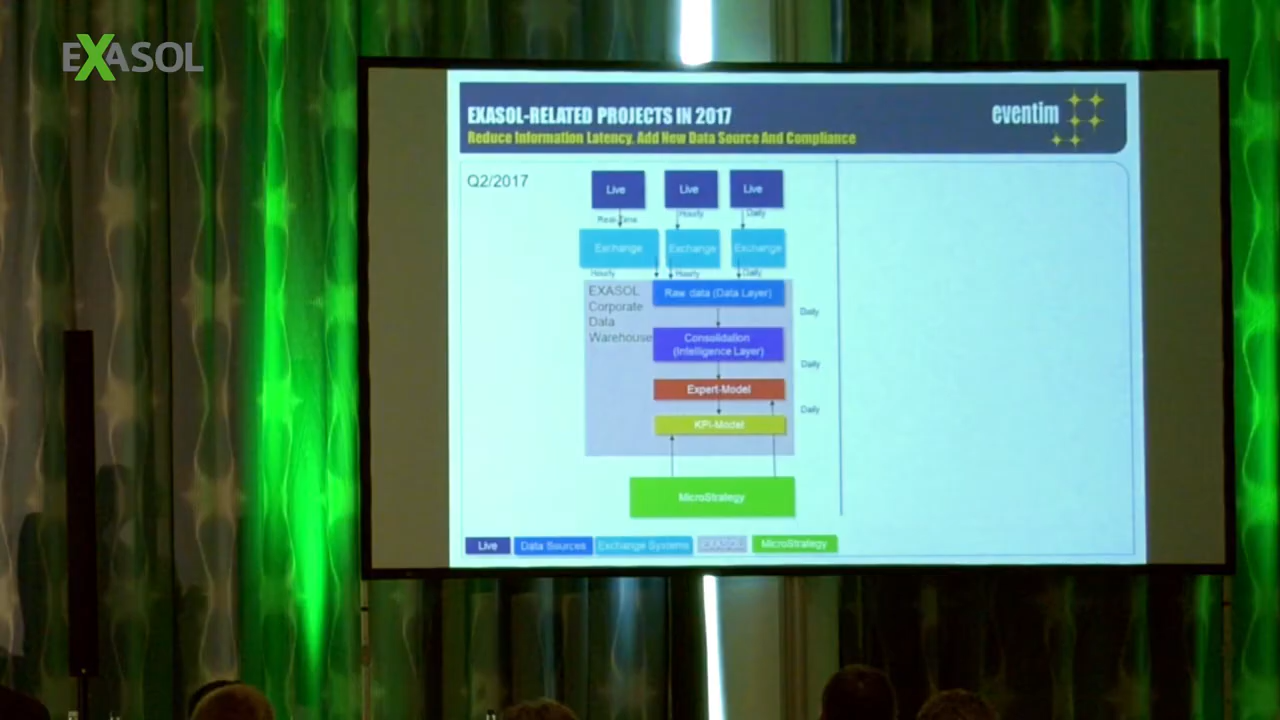 EXASOL
EXASOL-RELATED PROJECTS IN 2017
Reduce Information Latency, Add New Data Source And Compliance
eventim
Q2/2017
Live Live Live
Real-Time Hourly Daily
Exchange Exchange Exchange
Hourly Hourly Daily
EXASOL
Corporate
Data
Warehouse
Raw data (Data Layer)
Daily
Consolidation
(Intelligence Layer)
Daily
Expert-Model
Daily
KPI-Model
MicroStrategy
Live Data Sources Exchange Systems EXASOL MicroStrategy